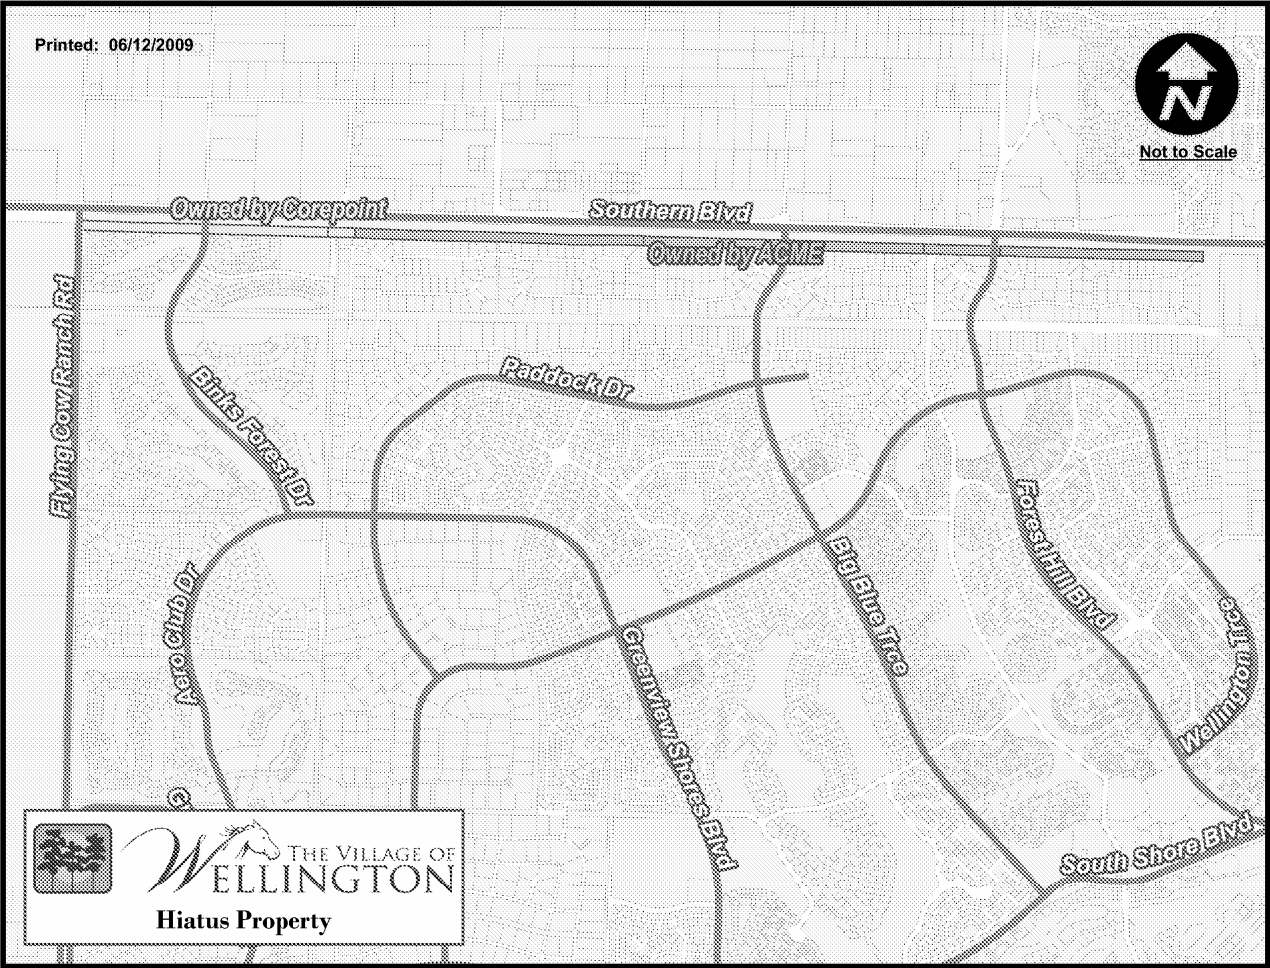 Printed: 06/12/2009
N
Not to Scale
Owned by Corepoint
Southern Blvd
Owned by ACME
Flying Cow Ranch Rd
Binks Forest Dr
Paddock Dr
Forest Hill Blvd
Big Blue Trce
Aero Club Dr
Wellington Trce
Greenview Shores Blvd
South Shore Blvd
G
THE VILLAGE OF
WELLINGTON
Hiatus Property